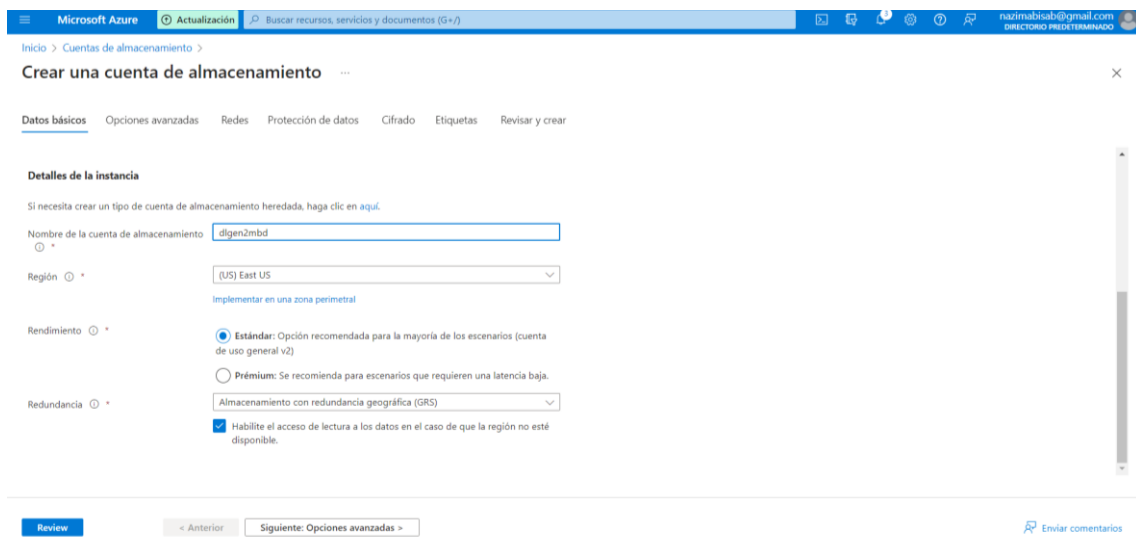 Microsoft Azure
Actualización
Buscar recursos, servicios y documentos (G+/)
3
nazimabisab@gmail.com
DIRECTORIO PREDETERMINADO
Inicio > Cuentas de almacenamiento >
Crear una cuenta de almacenamiento ...
Datos básicos Opciones avanzadas Redes Protección de datos Cifrado Etiquetas Revisar y crear
Detalles de la instancia
Si necesita crear un tipo de cuenta de almacenamiento heredada, haga clic en aquí.
Nombre de la cuenta de almacenamiento * dlgen2mbd
Región * (US) East US
Implementar en una zona perimetral
Rendimiento * Estándar: Opción recomendada para la mayoría de los escenarios (cuenta
de uso general v2)
Prémium: Se recomienda para escenarios que requieren una latencia baja.
Redundancia * Almacenamiento con redundancia geográfica (GRS)
Habilite el acceso de lectura a los datos en el caso de que la región no esté
disponible.
Review < Anterior Siguiente: Opciones avanzadas > Enviar comentarios